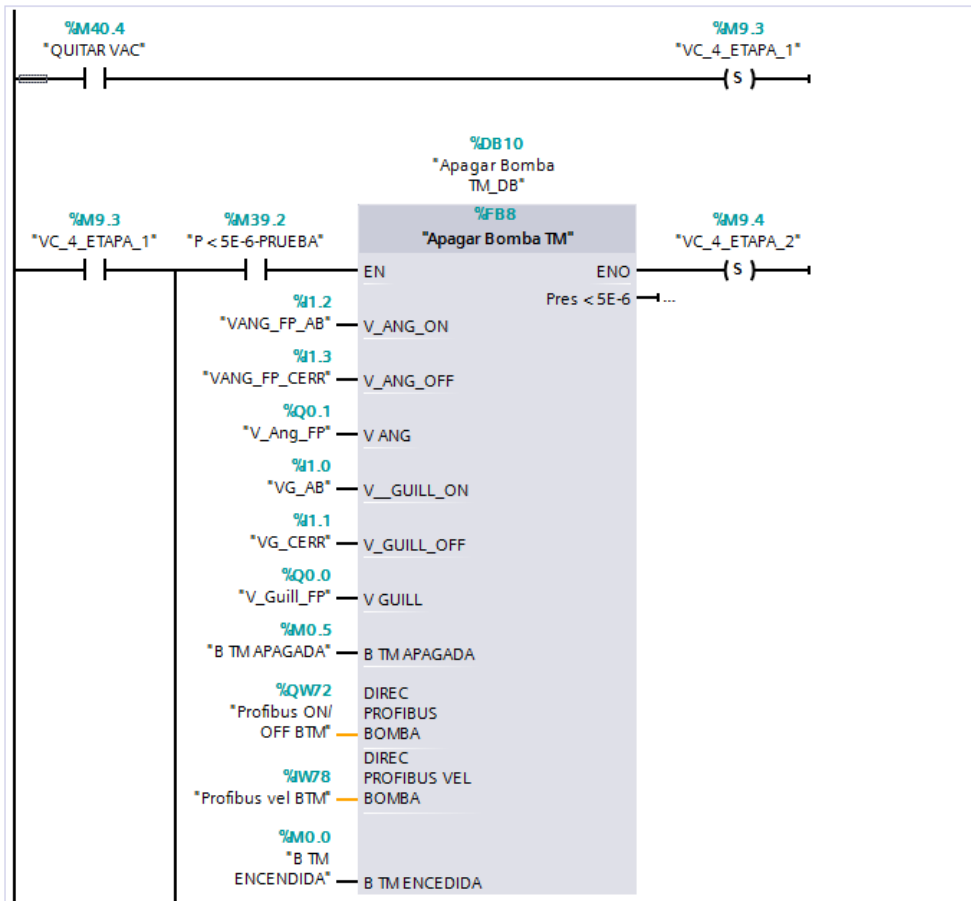 %M40.4
"QUITAR VAC"
%M9.3
"VC_4_ETAPA_1"
S
%DB10
"Apagar Bomba
TM_DB"
%M9.3
"VC_4_ETAPA_1"
%M39.2
"P < 5E-6-PRUEBA"
%FB8
"Apagar Bomba TM"
%M9.4
"VC_4_ETAPA_2"
EN
ENO
S
Pres < 5E-6
...
%I1.2
"VANG_FP_AB"
V_ANG_ON
%I1.3
"VANG_FP_CERR"
V_ANG_OFF
%Q0.1
"V_Ang_FP"
V ANG
%I1.0
"VG_AB"
V__GUILL_ON
%I1.1
"VG_CERR"
V_GUILL_OFF
%Q0.0
"V_Guill_FP"
V GUILL
%M0.5
"B TM APAGADA"
B TM APAGADA
%QW72
"Profibus ON/
OFF BTM"
DIREC
PROFIBUS
BOMBA
%IW78
"Profibus vel BTM"
DIREC
PROFIBUS VEL
BOMBA
%M0.0
"B TM
ENCENDIDA"
B TM ENCEDIDA